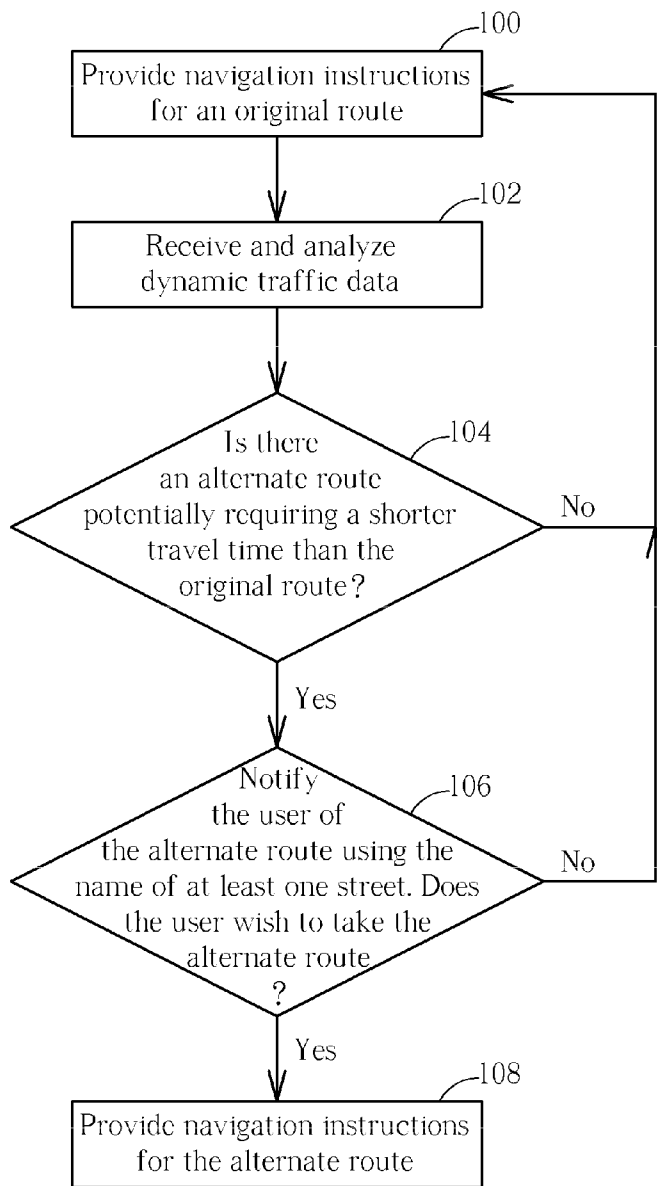 100
Provide navigation instructions
for an original route
102
Receive and analyze
dynamic traffic data
104
Is there
an alternate route
potentially requiring a shorter
travel time than the
original route?
No
Yes
106
Notify
the user of
the alternate route using the
name of at least one street. Does
the user wish to take the
alternate route
?
No
Yes
108
Provide navigation instructions
for the alternate route